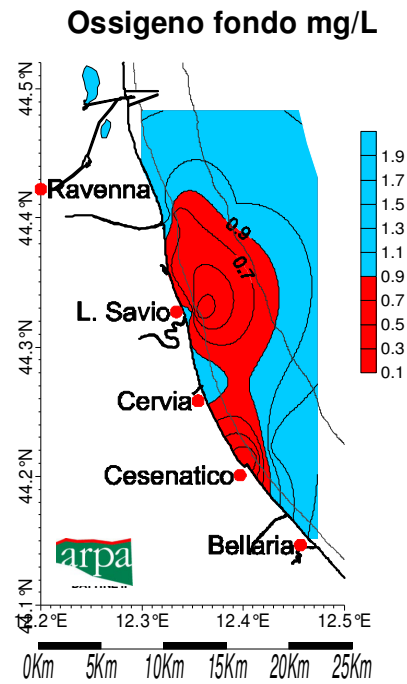 Ossigeno fondo mg/L
44.5°N
44.4°N
44.3°N
44.2°N
44.1°N
Ravenna
L. Savio
Cervia
Cesenatico
Bellaria
0.9
0.7
1.9
1.7
1.5
1.3
1.1
0.9
0.7
0.5
0.3
0.1
arpa
12.2°E
12.3°E
12.4°E
12.5°E
0Km
5Km
10Km
15Km
20Km
25Km